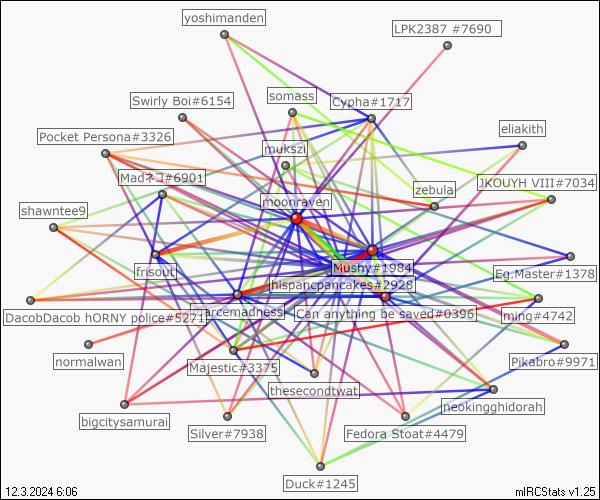 yoshimanden
LPK2387 #7690
somass
Swirly Boi#6154
Cypha#1717
eliakith
Pocket Persona#3326
mukszi
Madネコ#6901
zebula
JKOUYH VIII#7034
moonraven
shawntee9
frisout
Mushy#1984
Eg.Master#1378
hispancpancakes#2928
DacobDacob hORNY police#5271
arcemadness
Can anything be saved#0396
ming#4742
normalwan
Majestic#3375
Pikabro#9971
thesecondtwat
neokingghidorah
bigcitysamurai
Silver#7938
Fedora Stoat#4479
Duck#1245
12.3.2024 6:06
mIRCStats v1.25